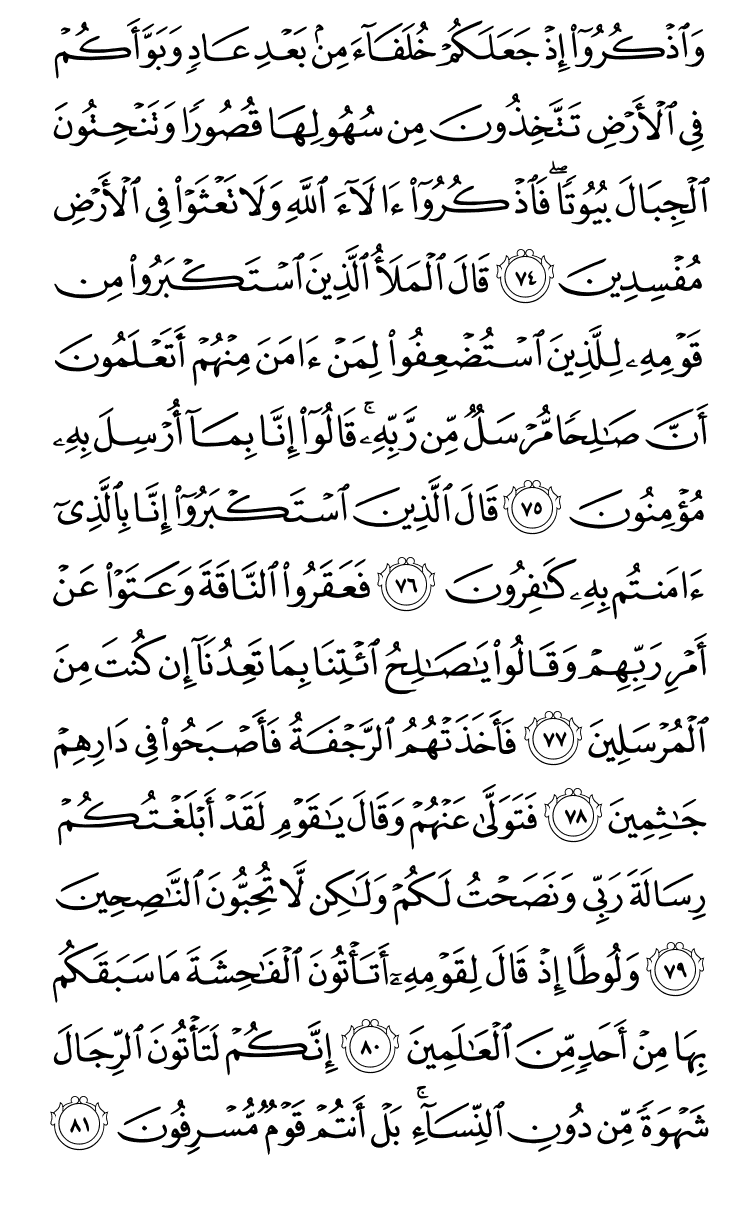 وَٱذۡكُرُوٓاْ إِذۡ جَعَلَكُمۡ خُلَفَآءَ مِنۢ بَعۡدِ عَادٖ وَبَوَّأَكُمۡ
فِي ٱلۡأَرۡضِ تَتَّخِذُونَ مِن سُهُولِهَا قُصُورٗا وَتَنۡحِتُونَ
ٱلۡجِبَالَ بُيُوتٗاۖ فَٱذۡكُرُوٓاْ ءَالَآءَ ٱللَّهِ وَلَا تَعۡثَوۡاْ فِي ٱلۡأَرۡضِ
مُفۡسِدِينَ ٧٤ قَالَ ٱلۡمَلَأُ ٱلَّذِينَ ٱسۡتَكۡبَرُواْ مِن
قَوۡمِهِۦ لِلَّذِينَ ٱسۡتُضۡعِفُواْ لِمَنۡ ءَامَنَ مِنۡهُمۡ أَتَعۡلَمُونَ
أَنَّ صَٰلِحٗا مُّرۡسَلٞ مِّن رَّبِّهِۦۚ قَالُوٓاْ إِنَّا بِمَآ أُرۡسِلَ بِهِۦ
مُؤۡمِنُونَ ٧٥ قَالَ ٱلَّذِينَ ٱسۡتَكۡبَرُوٓاْ إِنَّا بِٱلَّذِيٓ
ءَامَنتُم بِهِۦ كَٰفِرُونَ ٧٦ فَعَقَرُواْ ٱلنَّاقَةَ وَعَتَوۡاْ عَنۡ
أَمۡرِ رَبِّهِمۡ وَقَالُواْ يَٰصَٰلِحُ ٱئۡتِنَا بِمَا تَعِدُنَآ إِن كُنتَ مِنَ
ٱلۡمُرۡسَلِينَ ٧٧ فَأَخَذَتۡهُمُ ٱلرَّجۡفَةُ فَأَصۡبَحُواْ فِي دَارِهِمۡ
جَٰثِمِينَ ٧٨ فَتَوَلَّىٰ عَنۡهُمۡ وَقَالَ يَٰقَوۡمِ لَقَدۡ أَبۡلَغۡتُكُمۡ
رِسَالَةَ رَبِّي وَنَصَحۡتُ لَكُمۡ وَلَٰكِن لَّا تُحِبُّونَ ٱلنَّٰصِحِينَ
٧٩ وَلُوطًا إِذۡ قَالَ لِقَوۡمِهِۦٓ أَتَأۡتُونَ ٱلۡفَٰحِشَةَ مَا سَبَقَكُم
بِهَا مِنۡ أَحَدٖ مِّنَ ٱلۡعَٰلَمِينَ ٨٠ إِنَّكُمۡ لَتَأۡتُونَ ٱلرِّجَالَ
شَهۡوَةٗ مِّن دُونِ ٱلنِّسَآءِۚ بَلۡ أَنتُمۡ قَوۡمٞ مُّسۡرِفُونَ ٨١